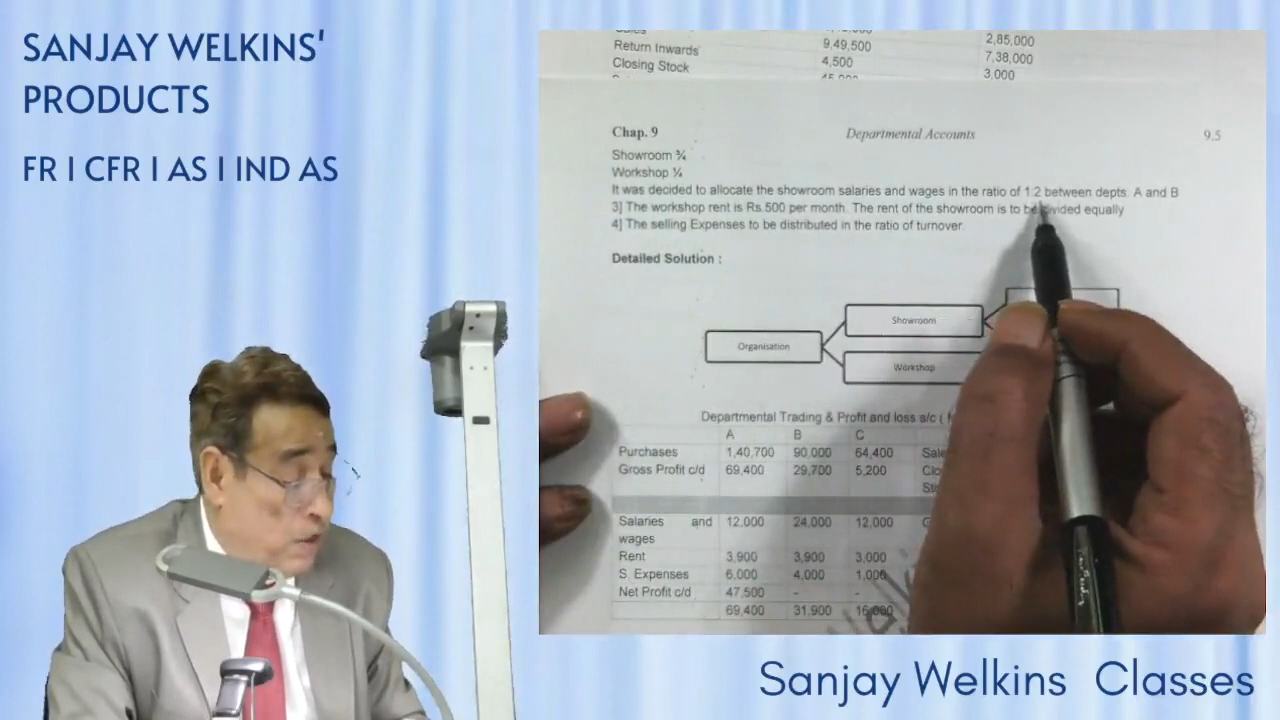 SANJAY WELKINS'
PRODUCTS
FR I CFR I AS I IND AS
Return Inwards 9,49,500 2,85,000
Closing Stock 4,500 7,38,000
3,000
Chap. 9 Departmental Accounts 9.5
Showroom ¾
Workshop ¼
It was decided to allocate the showroom salaries and wages in the ratio of 1:2 between depts. A and B
3] The workshop rent is Rs.500 per month. The rent of the showroom is to be divided equally
4] The selling Expenses to be distributed in the ratio of turnover.
Detailed Solution :
Showroom
Organisation
Workshop
Departmental Trading & Profit and loss a/c (
A B C
Purchases 1,40,700 90,000 64,400
Gross Profit c/d 69,400 29,700 5,200
Salaries and 12,000 24,000 12,000
wages
Rent 3,900 3,900 3,000
S. Expenses 6,000 4,000 1,000
Net Profit c/d 47,500 - -
69,400 31,900 16,000
Sanjay Welkins Classes